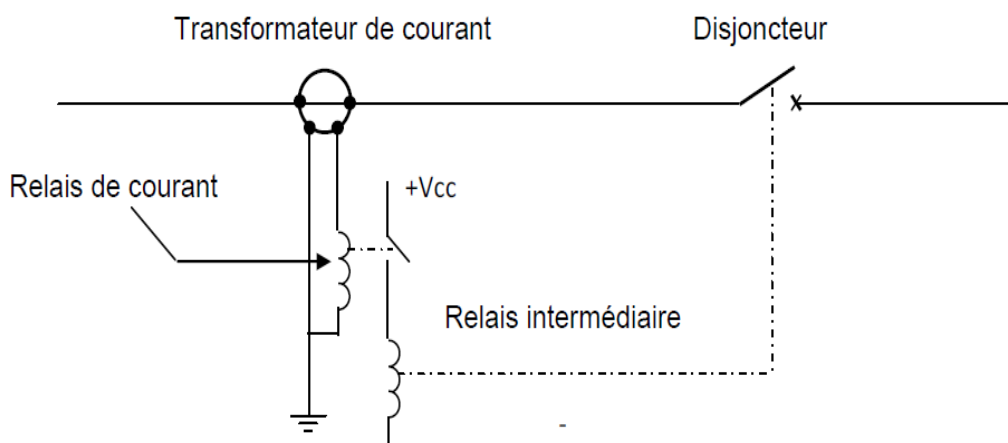 Transformateur de courant
Disjoncteur
Relais de courant
+Vcc
Relais intermédiaire
-